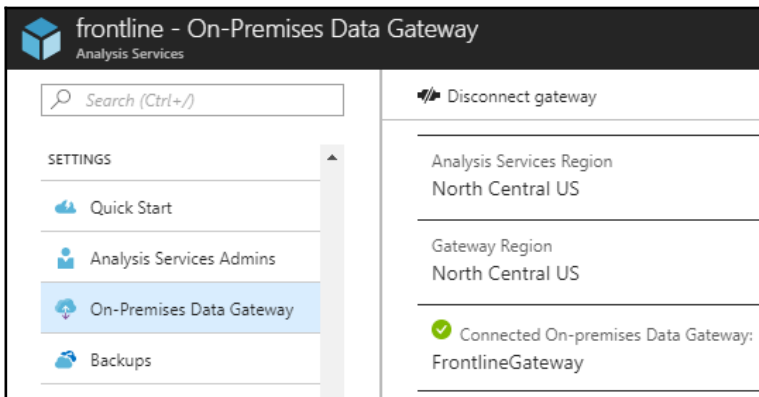 frontline - On-Premises Data Gateway
Analysis Services
Search (Ctrl+/)
SETTINGS
Quick Start
Analysis Services Admins
On-Premises Data Gateway
Backups
Disconnect gateway
Analysis Services Region
North Central US
Gateway Region
North Central US
Connected On-premises Data Gateway:
FrontlineGateway